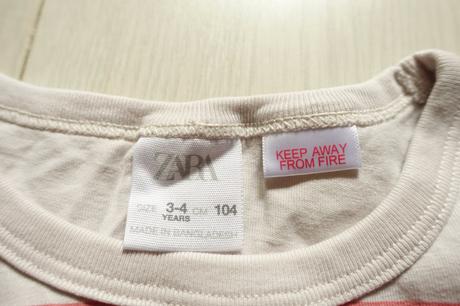 ZARA
SIZE 3-4 CM 104
YEARS
MADE IN BANGLADESH
KEEP AWAY
FROM FIRE